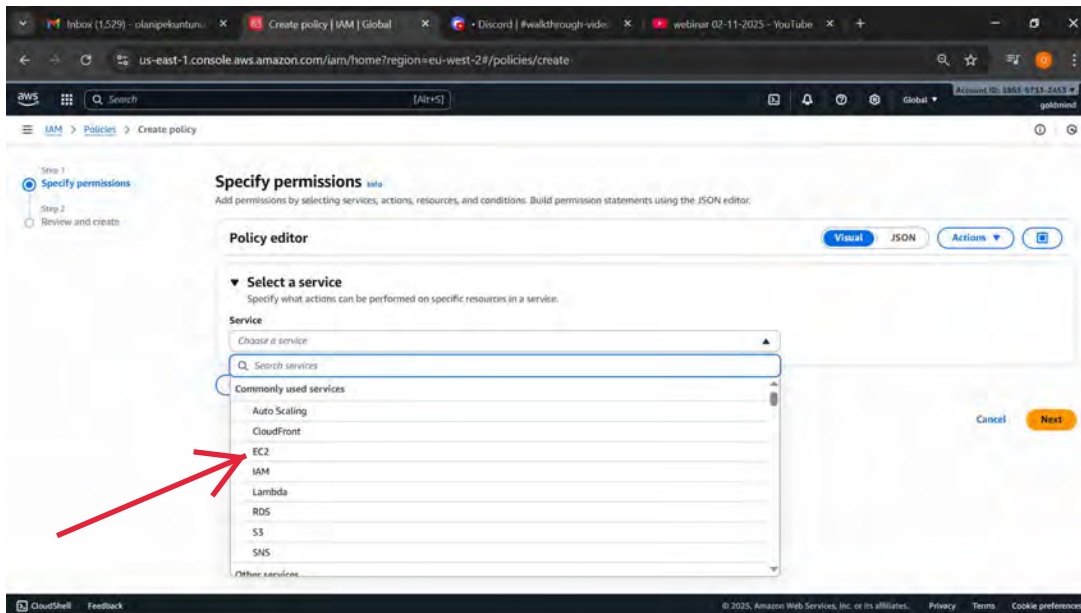 Inbox (1,529) - olanipekuntun
Create policy | IAM | Global
Discord | #walkthrough-vide
webinar 02-11-2025 - YouTube
us-east-1.console.aws.amazon.com/iam/home?region=eu-west-2#/policies/create
aws
Search
[Alt+S]
Global
Account ID:
goldmind
IAM > Policies > Create policy
Step 1
Specify permissions
Step 2
Review and create
Specify permissions Info
Add permissions by selecting services, actions, resources, and conditions. Build permission statements using the JSON editor.
Policy editor
Visual
JSON
Actions
Select a service
Specify what actions can be performed on specific resources in a service.
Service
Choose a service
Search services
Commonly used services
Auto Scaling
CloudFront
EC2
IAM
Lambda
RDS
S3
SNS
Other services
Cancel
Next
CloudShell
Feedback
© 2025, Amazon Web Services, Inc. or its affiliates.
Privacy
Terms
Cookie preferences